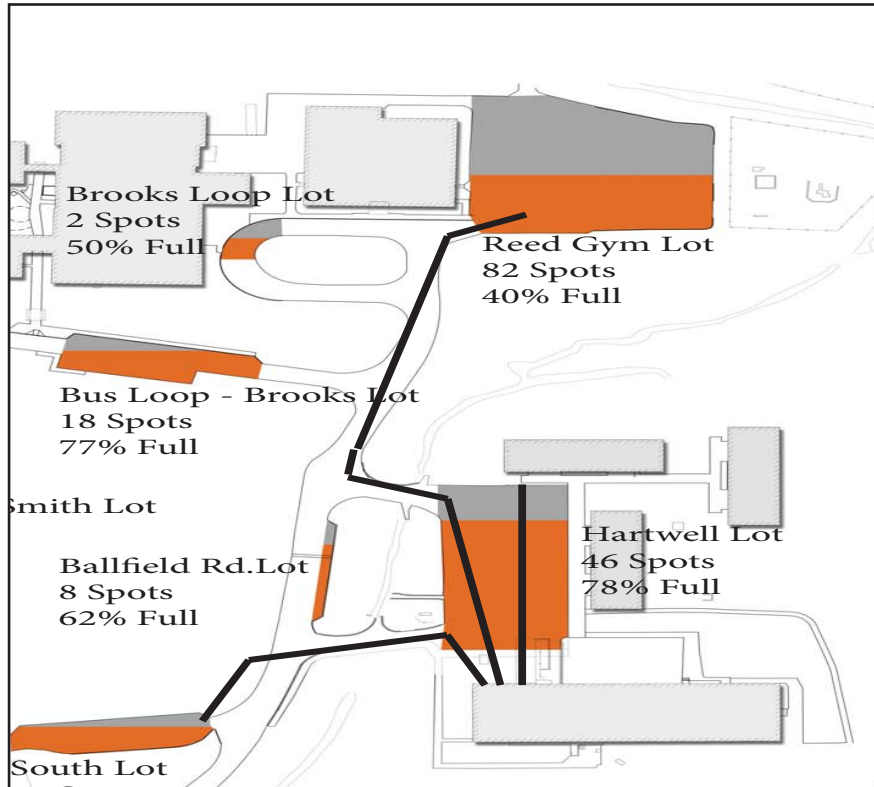 Brooks Loop Lot
2 Spots
50% Full
Reed Gym Lot
82 Spots
40% Full
Bus Loop - Brooks Lot
18 Spots
77% Full
Smith Lot
Hartwell Lot
46 Spots
78% Full
Ballfield Rd.Lot
8 Spots
62% Full
South Lot